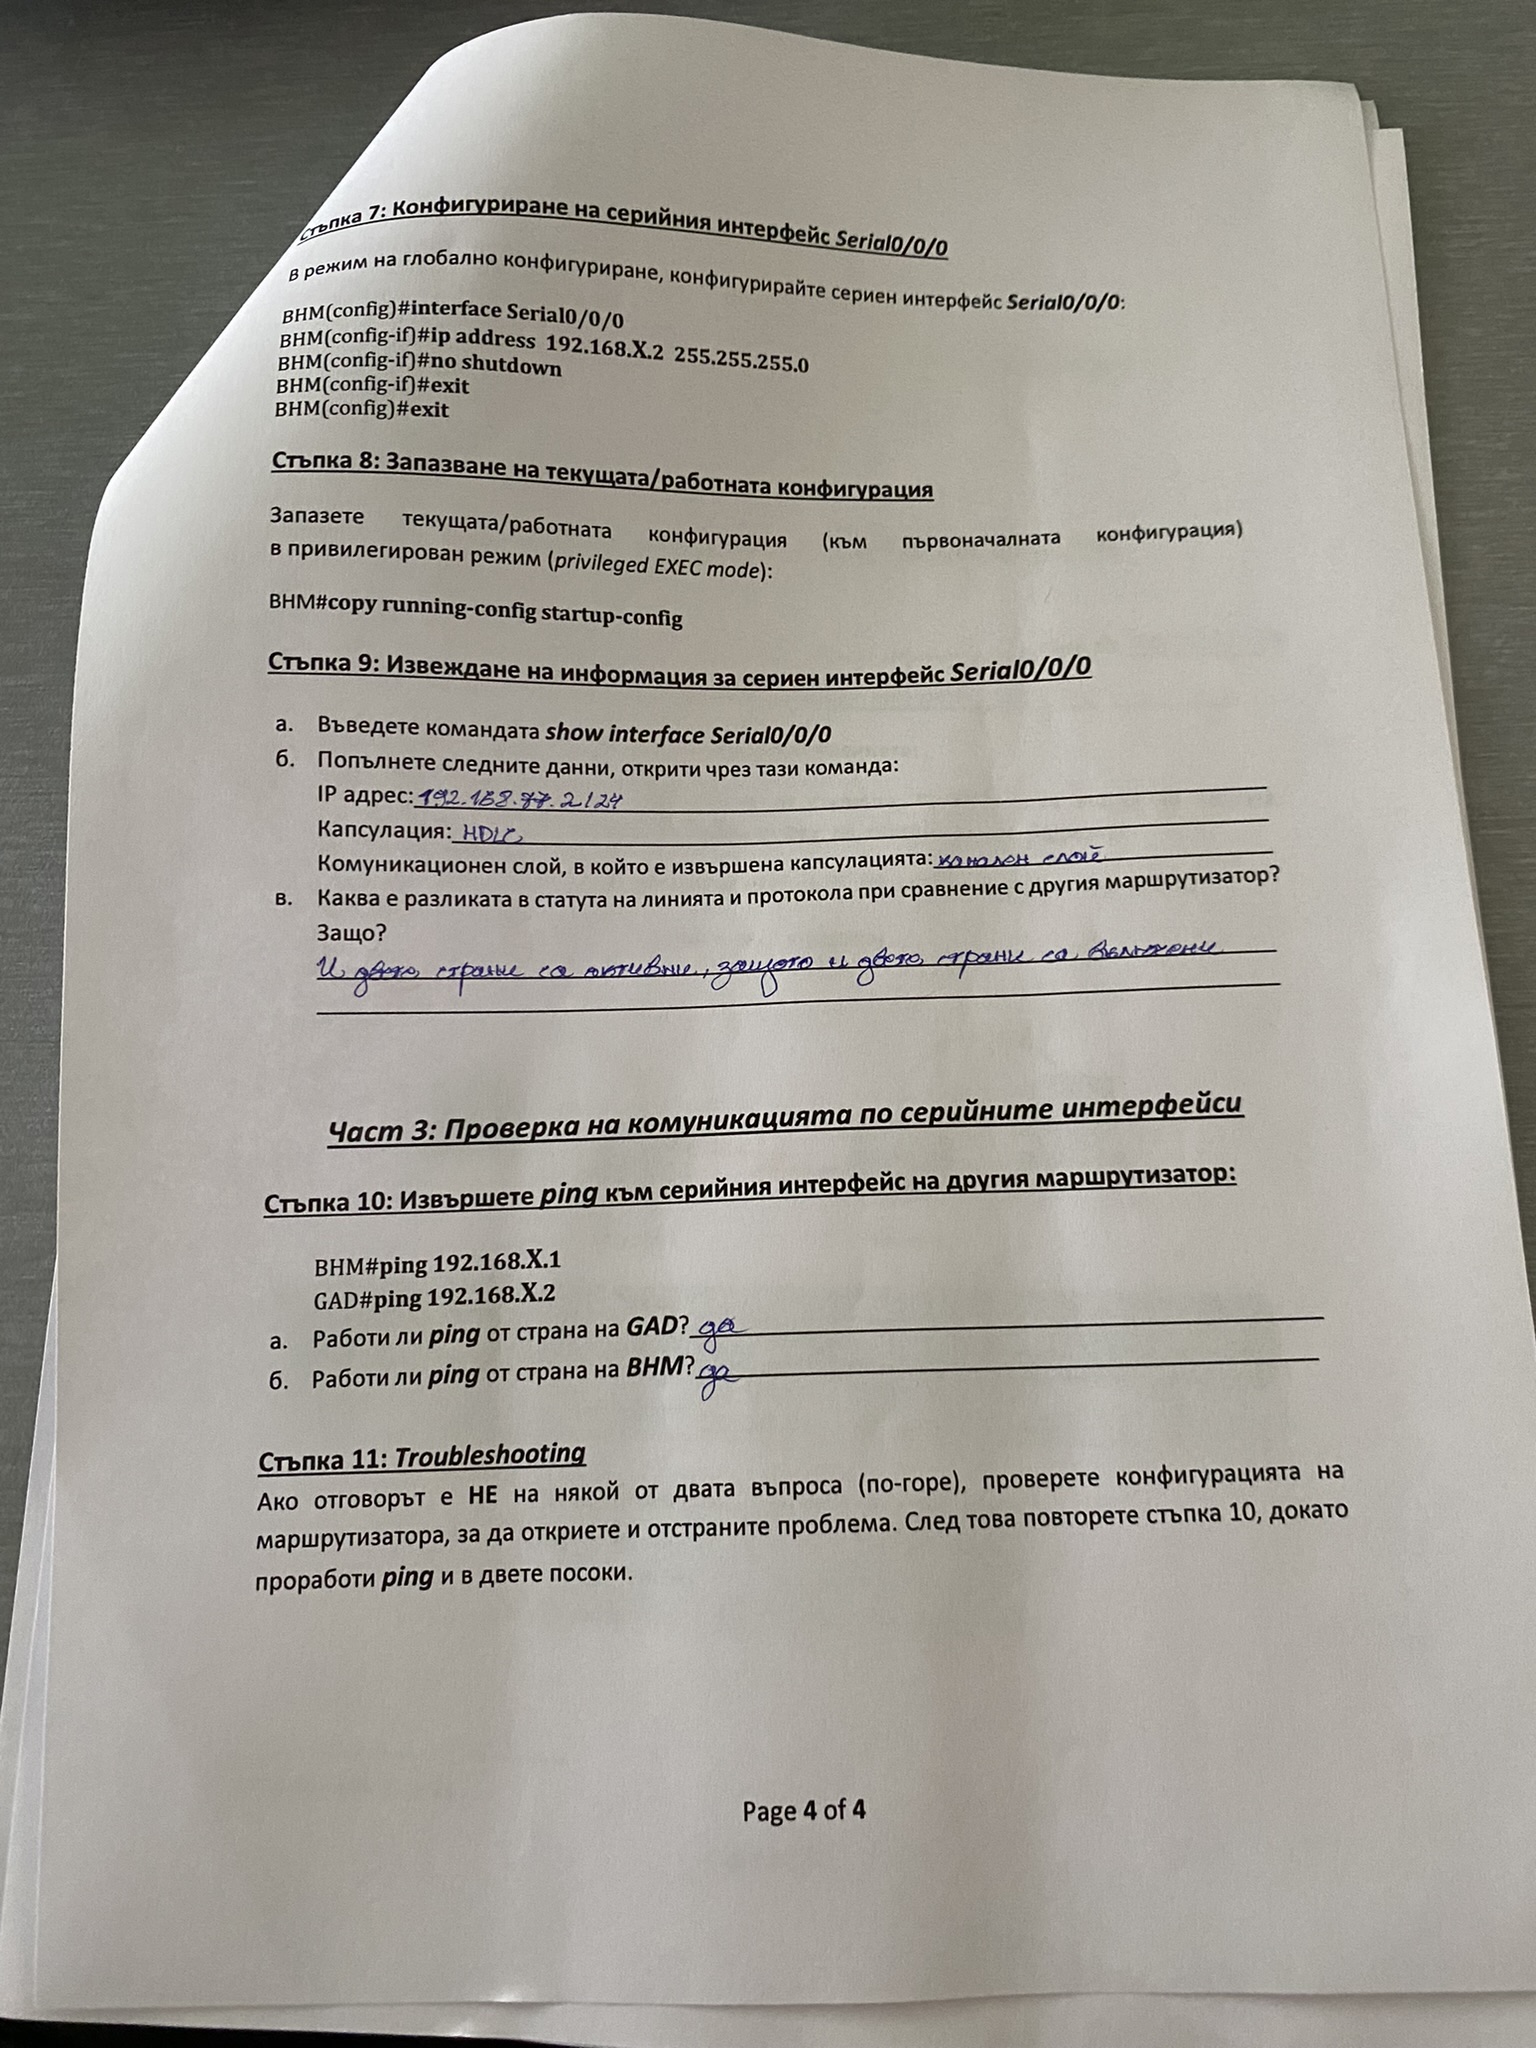 Стъпка 7: Конфигуриране на серийния интерфейс Serial0/0/0
В режим на глобално конфигуриране, конфигурирайте сериен интерфейс Serial0/0/0:
BHM(config)#interface Serial0/0/0
BHM(config-if)#ip address 192.168.X.2 255.255.255.0
BHM(config-if)#no shutdown
BHM(config-if)#exit
BHM(config)#exit
Стъпка 8: Запазване на текущата/работната конфигурация
Запазете текущата/работната конфигурация (към първоначалната конфигурация)
в привилегирован режим (privileged EXEC mode):
BHM#copy running-config startup-config
Стъпка 9: Извеждане на информация за сериен интерфейс Serial0/0/0
а. Въведете командата show interface Serial0/0/0
б. Попълнете следните данни, открити чрез тази команда:
IP адрес: 192.168.77.2/24
Капсулация: HDLC
Комуникационен слой, в който е извършена капсулацията: канален слой
в. Каква е разликата в статута на линията и протокола при сравнение с другия маршрутизатор?
Защо?
И двете страни са активни, защото и двете страни са включени
Част 3: Проверка на комуникацията по серийните интерфейси
Стъпка 10: Извършете ping към серийния интерфейс на другия маршрутизатор:
BHM#ping 192.168.X.1
GAD#ping 192.168.X.2
а. Работи ли ping от страна на GAD? да
б. Работи ли ping от страна на BHM? да
Стъпка 11: Troubleshooting
Ако отговорът е НЕ на някой от двата въпроса (по-горе), проверете конфигурацията на
маршрутизатора, за да откриете и отстраните проблема. След това повторете стъпка 10, докато
проработи ping и в двете посоки.
Page 4 of 4